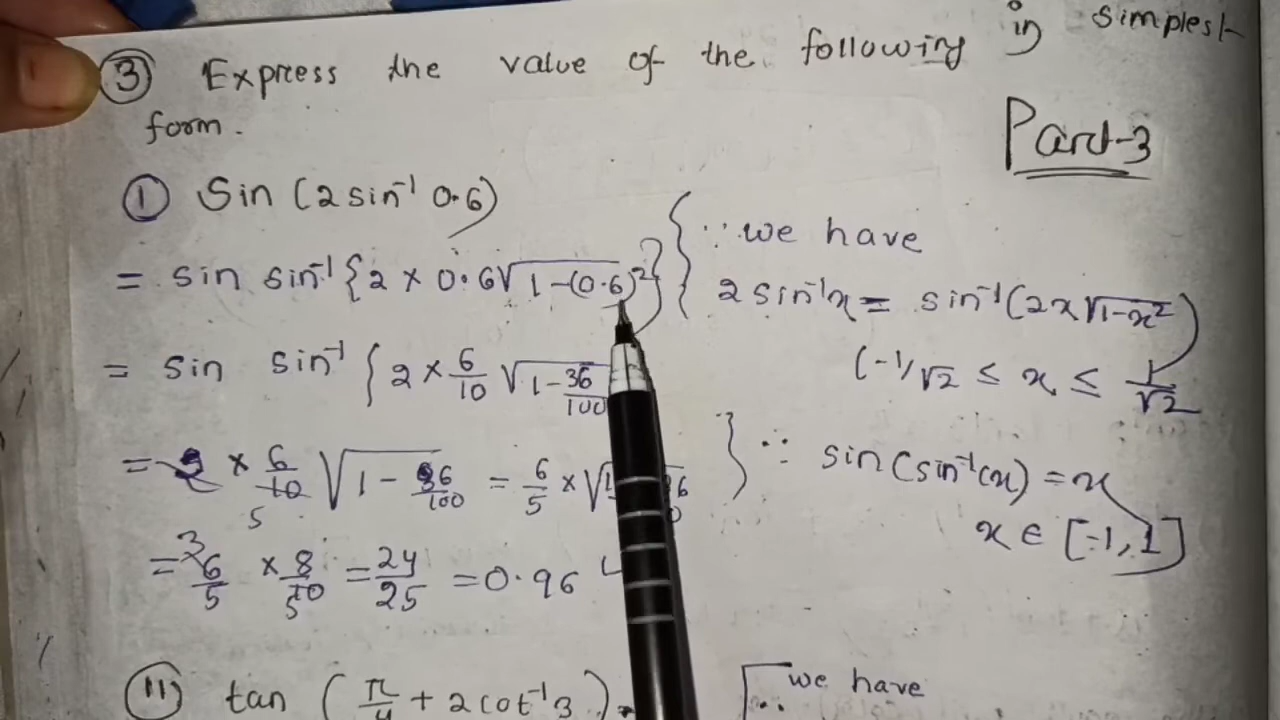 ③ Express the value of the following in simplest
form.
Part-3
① Sin (2 sin⁻¹ 0.6)
= sin sin⁻¹ {2 × 0.6√1-(0.6)²}
{ ∵ we have
2 sin⁻¹x = sin⁻¹(2x√1-x²)
(-1/√2 ≤ x ≤ 1/√2
= sin sin⁻¹ {2 × 6/10 √1-36/100
= 2 × 6/10 √1 - 36/100 = 6/5 × √
5
} ∵ sin(sin⁻¹(x)) = x
x ∈ [-1, 1]
= 6/5 × 8/10 = 24/25 = 0.96
3 5
(11) tan (π/4 + 2 cot⁻¹ 3)
we have
∵